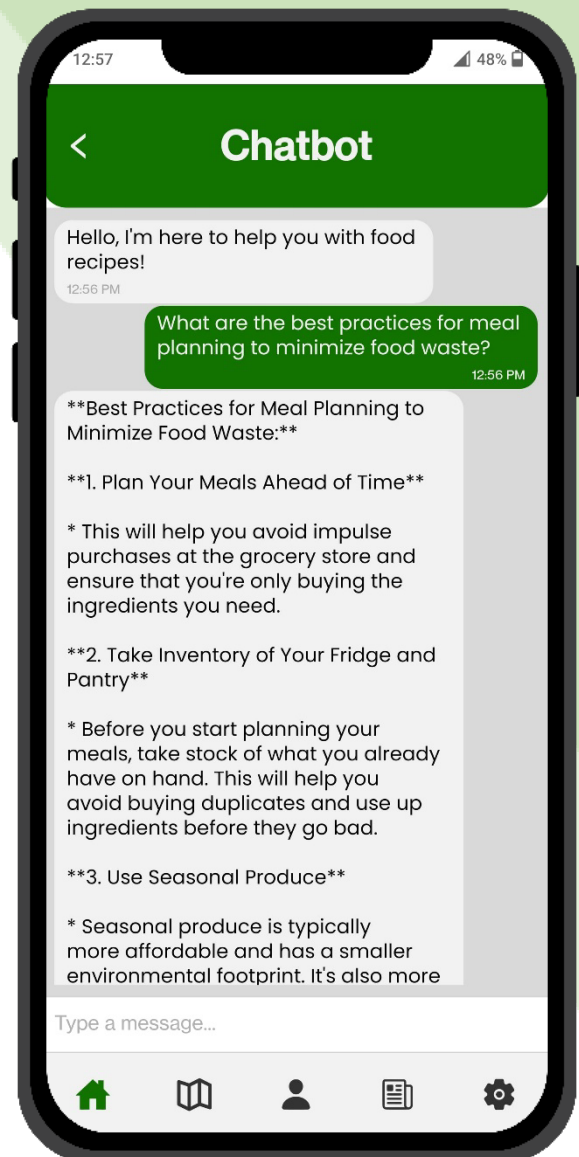 12:57
48%
Chatbot
Hello, I'm here to help you with food
recipes!
12:56 PM
What are the best practices for meal
planning to minimize food waste?
12:56 PM
**Best Practices for Meal Planning to
Minimize Food Waste:**
**1. Plan Your Meals Ahead of Time**
* This will help you avoid impulse
purchases at the grocery store and
ensure that you're only buying the
ingredients you need.
**2. Take Inventory of Your Fridge and
Pantry**
* Before you start planning your
meals, take stock of what you already
have on hand. This will help you
avoid buying duplicates and use up
ingredients before they go bad.
**3. Use Seasonal Produce**
* Seasonal produce is typically
more affordable and has a smaller
environmental footprint. It's also more
Type a message...